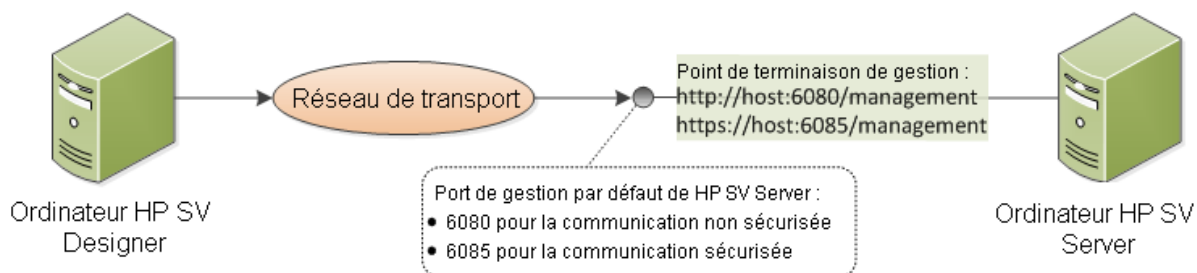 Ordinateur HP SV
Designer
Réseau de transport
Point de terminaison de gestion :
http://host:6080/management
https://host:6085/management
Port de gestion par défaut de HP SV Server :
• 6080 pour la communication non sécurisée
• 6085 pour la communication sécurisée
Ordinateur HP SV
Server